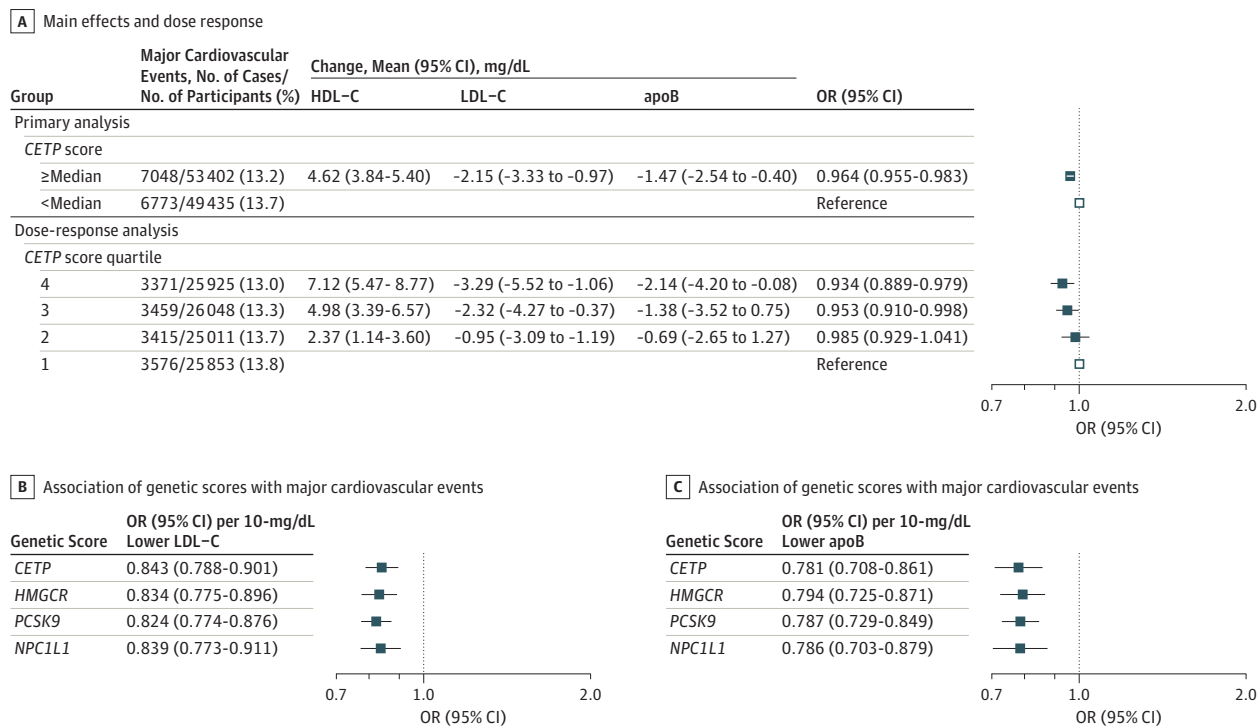 A Main effects and dose response
Major Cardiovascular
Events, No. of Cases/
No. of Participants (%)
Change, Mean (95% CI), mg/dL
Group HDL−C LDL−C apoB OR (95% CI)
Primary analysis
CETP score
≥Median 7048/53 402 (13.2) 4.62 (3.84-5.40) -2.15 (-3.33 to -0.97) -1.47 (-2.54 to -0.40) 0.964 (0.955-0.983)
<Median 6773/49 435 (13.7) Reference
Dose-response analysis
CETP score quartile
4 3371/25 925 (13.0) 7.12 (5.47- 8.77) -3.29 (-5.52 to -1.06) -2.14 (-4.20 to -0.08) 0.934 (0.889-0.979)
3 3459/26 048 (13.3) 4.98 (3.39-6.57) -2.32 (-4.27 to -0.37) -1.38 (-3.52 to 0.75) 0.953 (0.910-0.998)
2 3415/25 011 (13.7) 2.37 (1.14-3.60) -0.95 (-3.09 to -1.19) -0.69 (-2.65 to 1.27) 0.985 (0.929-1.041)
1 3576/25 853 (13.8) Reference
0.7 1.0 2.0
OR (95% CI)
B Association of genetic scores with major cardiovascular events
OR (95% CI) per 10-mg/dL
Genetic Score Lower LDL−C
CETP 0.843 (0.788-0.901)
HMGCR 0.834 (0.775-0.896)
PCSK9 0.824 (0.774-0.876)
NPC1L1 0.839 (0.773-0.911)
0.7 1.0 2.0
OR (95% CI)
C Association of genetic scores with major cardiovascular events
OR (95% CI) per 10-mg/dL
Genetic Score Lower apoB
CETP 0.781 (0.708-0.861)
HMGCR 0.794 (0.725-0.871)
PCSK9 0.787 (0.729-0.849)
NPC1L1 0.786 (0.703-0.879)
0.7 1.0 2.0
OR (95% CI)